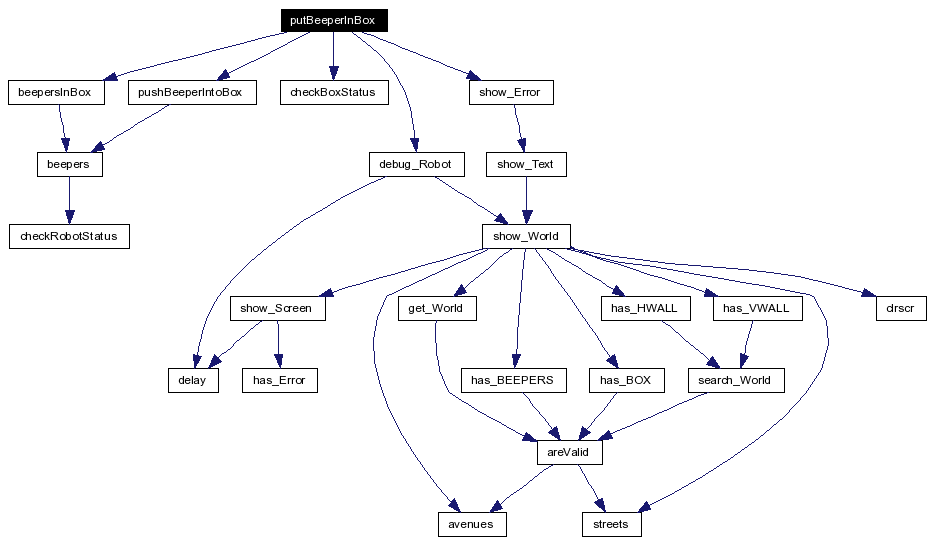 putBeeperInBox
beepersInBox
pushBeeperIntoBox
checkBoxStatus
show_Error
beepers
debug_Robot
show_Text
checkRobotStatus
show_World
show_Screen
get_World
has_HWALL
has_VWALL
clrscr
delay
has_Error
has_BEEPERS
has_BOX
search_World
areValid
avenues
streets